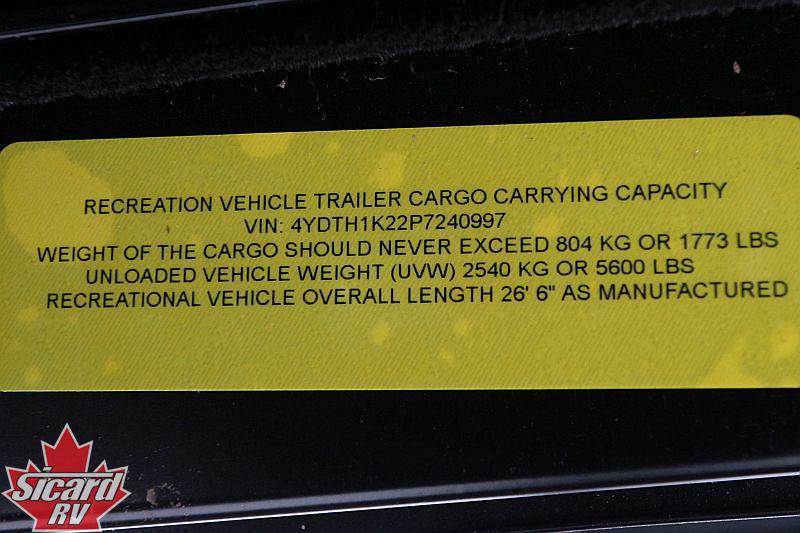 RECREATION VEHICLE TRAILER CARGO CARRYING CAPACITY
VIN: 4YDTH1K22P7240997
WEIGHT OF THE CARGO SHOULD NEVER EXCEED 804 KG OR 1773 LBS
UNLOADED VEHICLE WEIGHT (UVW) 2540 KG OR 5600 LBS
RECREATIONAL VEHICLE OVERALL LENGTH 26' 6" AS MANUFACTURED
Sicard
RV